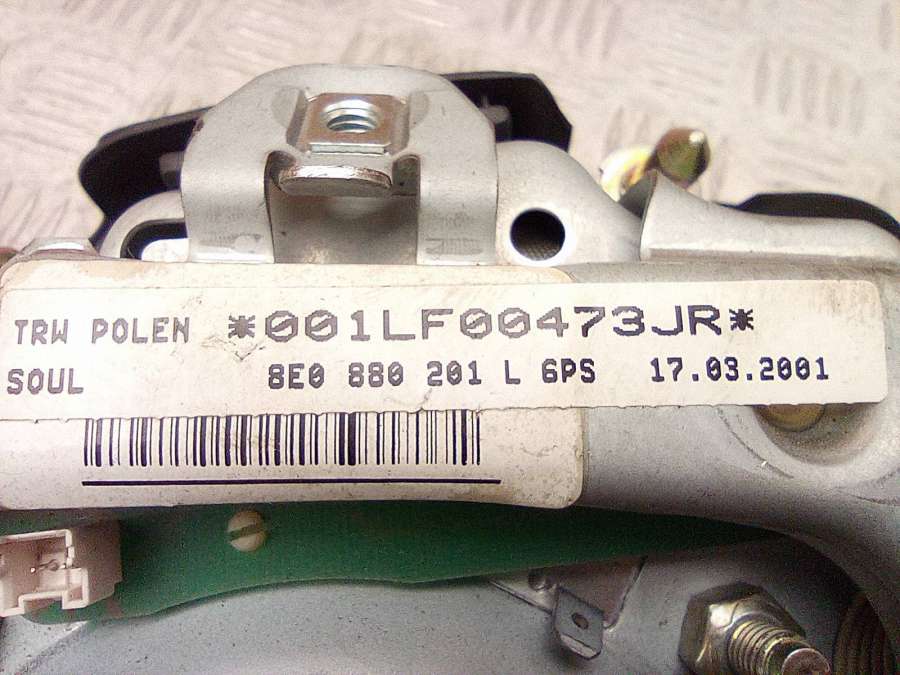 TRW POLEN *001LF00473JR*
SOUL 8E0 880 201 L 6PS 17.03.2001